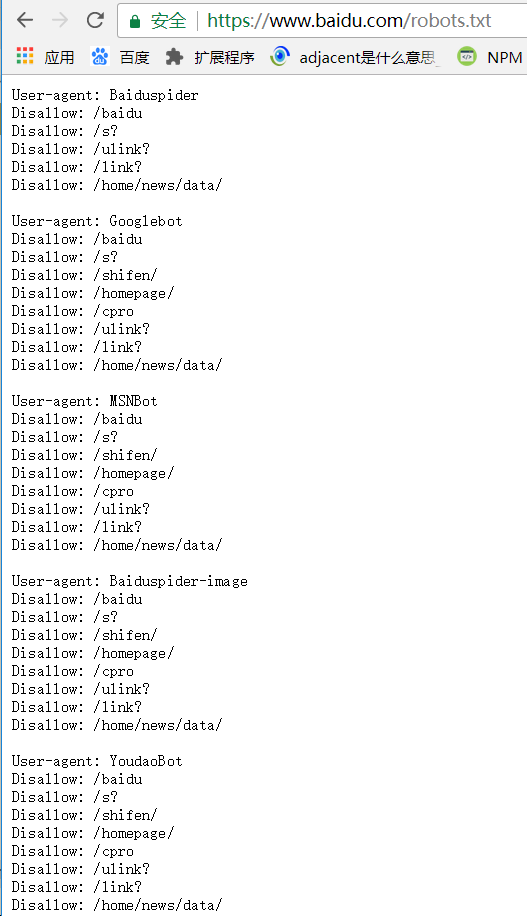 安全 | https://www.baidu.com/robots.txt
应用 百度 扩展程序 adjacent是什么意思_ NPM
User-agent: Baiduspider
Disallow: /baidu
Disallow: /s?
Disallow: /ulink?
Disallow: /link?
Disallow: /home/news/data/
User-agent: Googlebot
Disallow: /baidu
Disallow: /s?
Disallow: /shifen/
Disallow: /homepage/
Disallow: /cpro
Disallow: /ulink?
Disallow: /link?
Disallow: /home/news/data/
User-agent: MSNBot
Disallow: /baidu
Disallow: /s?
Disallow: /shifen/
Disallow: /homepage/
Disallow: /cpro
Disallow: /ulink?
Disallow: /link?
Disallow: /home/news/data/
User-agent: Baiduspider-image
Disallow: /baidu
Disallow: /s?
Disallow: /shifen/
Disallow: /homepage/
Disallow: /cpro
Disallow: /ulink?
Disallow: /link?
Disallow: /home/news/data/
User-agent: YoudaoBot
Disallow: /baidu
Disallow: /s?
Disallow: /shifen/
Disallow: /homepage/
Disallow: /cpro
Disallow: /ulink?
Disallow: /link?
Disallow: /home/news/data/